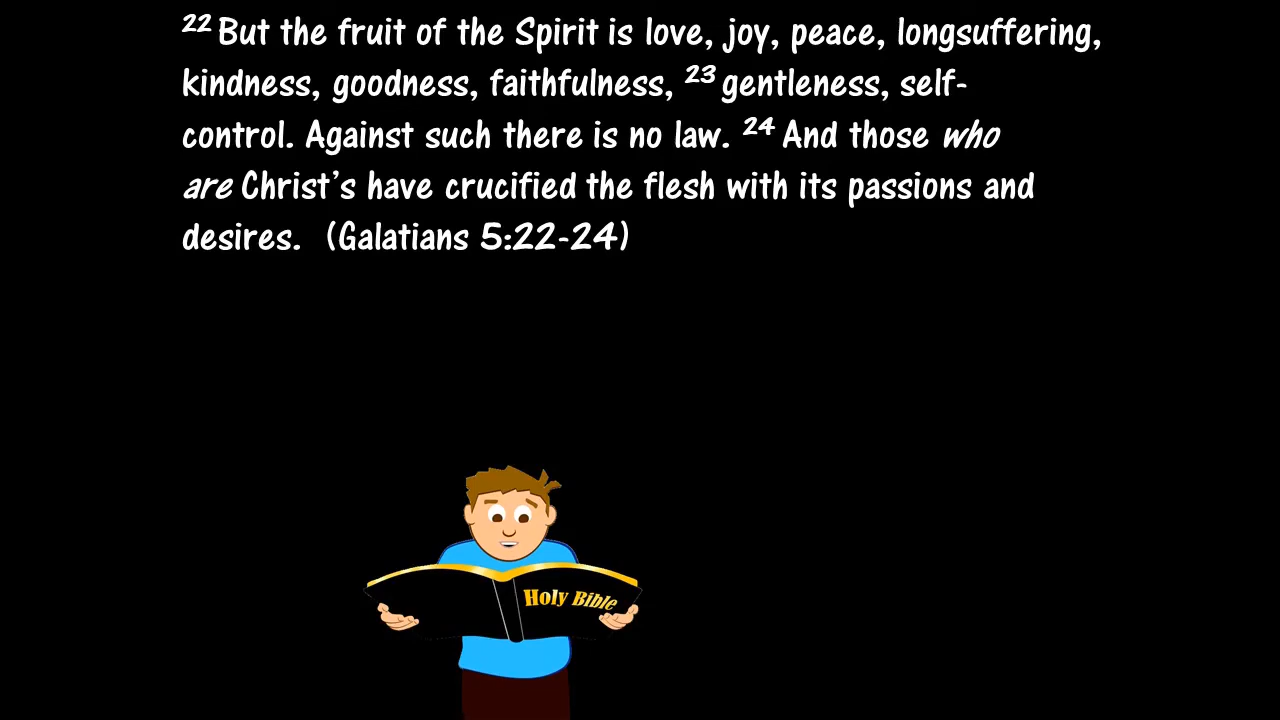 22 But the fruit of the Spirit is love, joy, peace, longsuffering,
kindness, goodness, faithfulness, 23 gentleness, self-
control. Against such there is no law. 24 And those who
are Christ’s have crucified the flesh with its passions and
desires. (Galatians 5:22-24)
Holy Bible